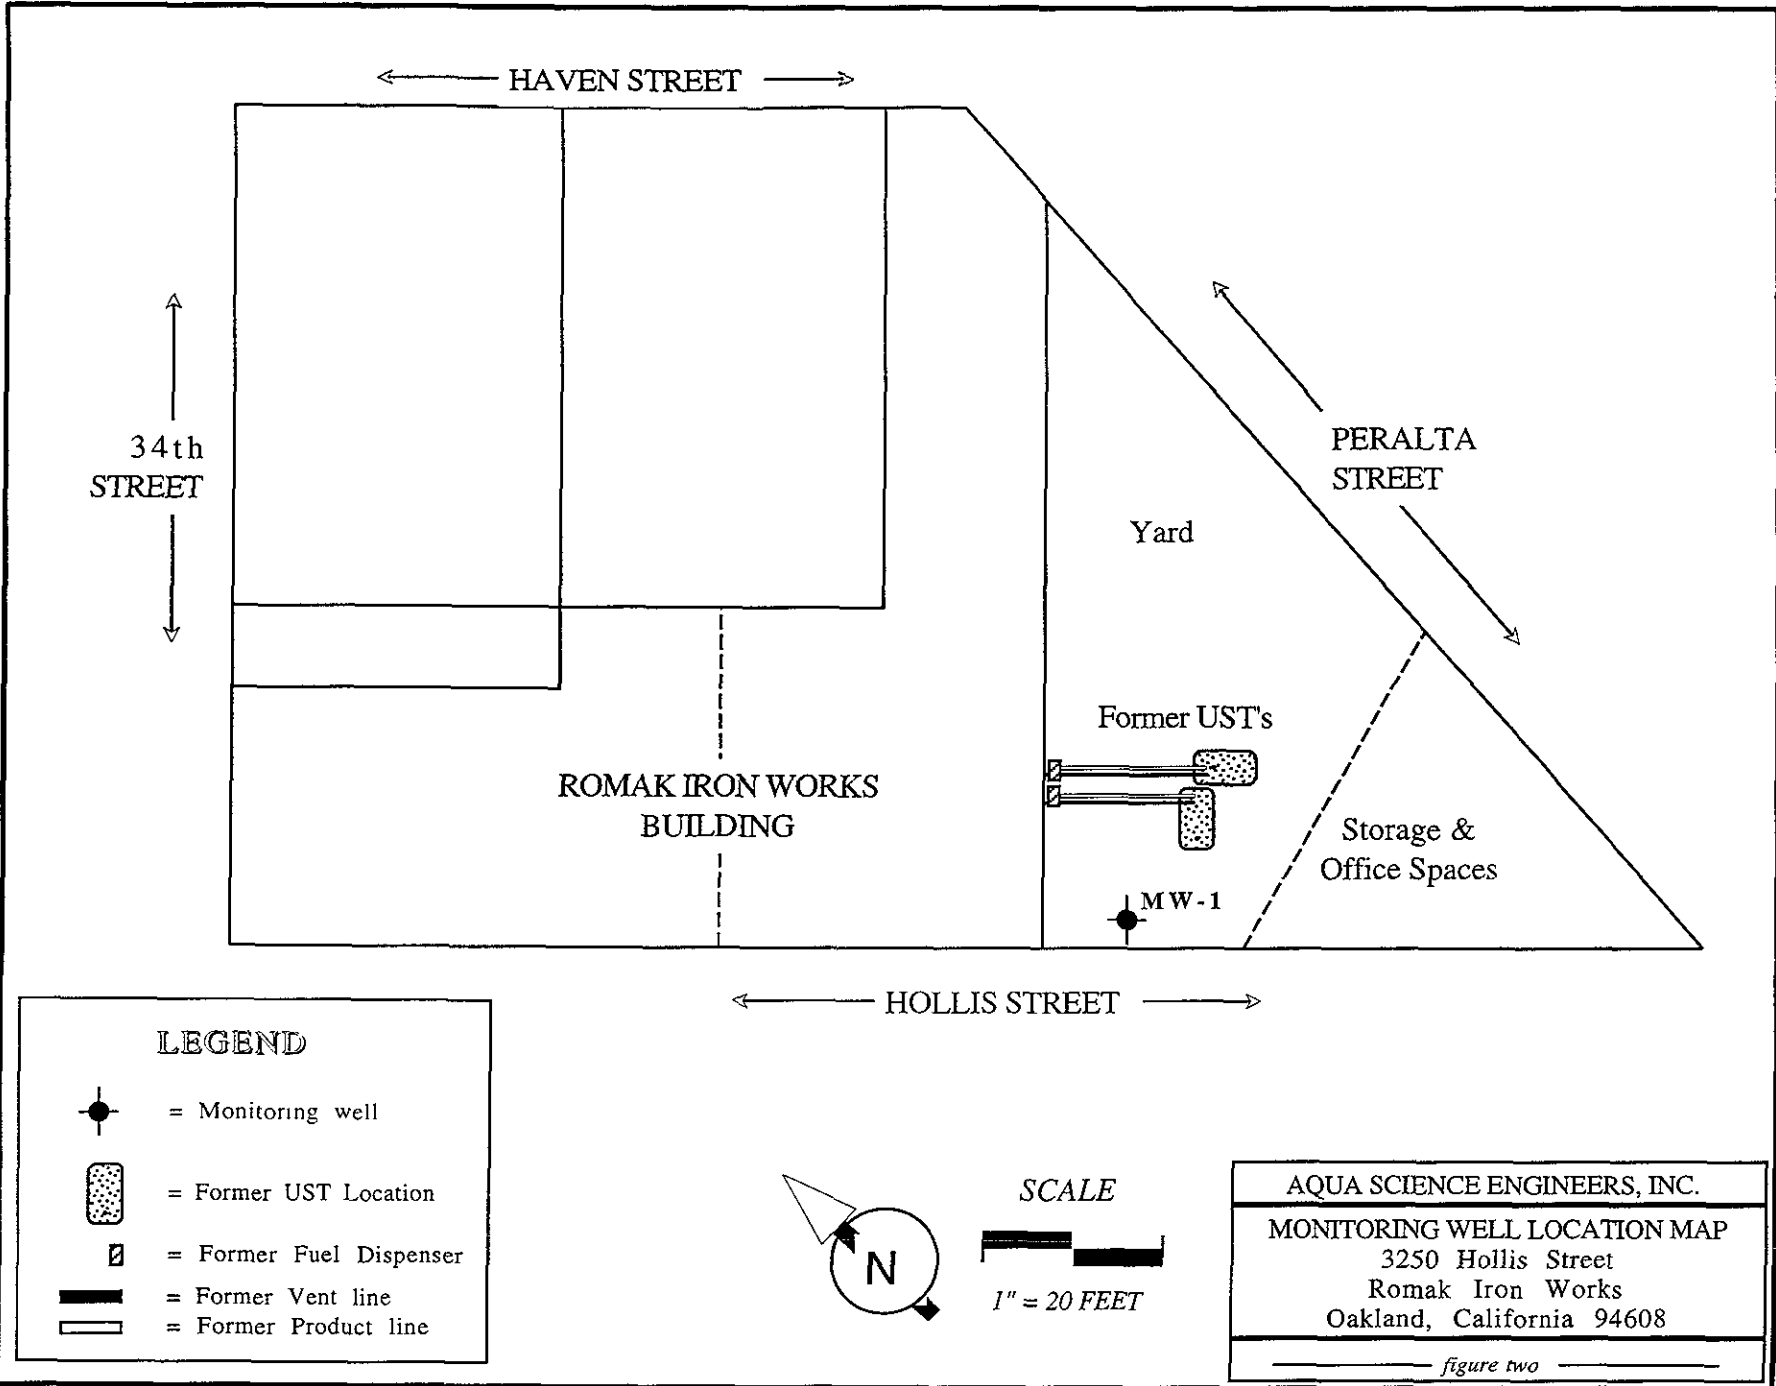 HAVEN STREET
34th
STREET
PERALTA
STREET
Yard
Former UST's
ROMAK IRON WORKS
BUILDING
Storage &
Office Spaces
MW-1
HOLLIS STREET
LEGEND
= Monitoring well
= Former UST Location
= Former Fuel Dispenser
= Former Vent line
= Former Product line
N
SCALE
1" = 20 FEET
AQUA SCIENCE ENGINEERS, INC.
MONITORING WELL LOCATION MAP
3250 Hollis Street
Romak Iron Works
Oakland, California 94608
figure two